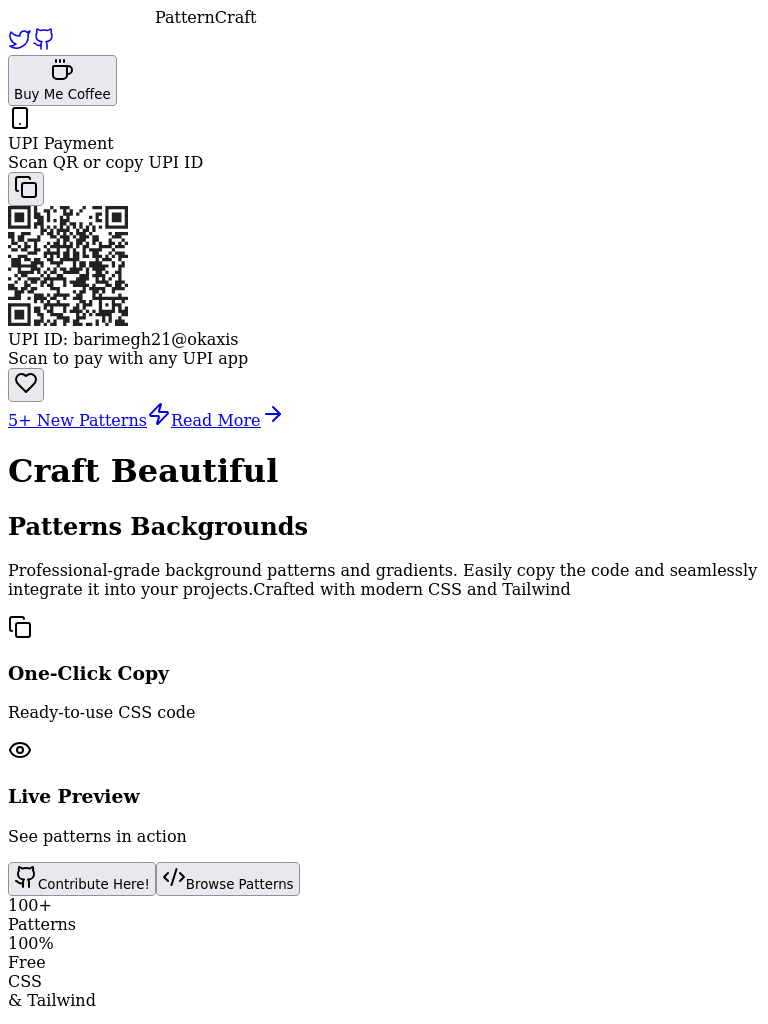 PatternCraft
Buy Me Coffee
UPI Payment
Scan QR or copy UPI ID
UPI ID: barimegh21@okaxis
Scan to pay with any UPI app
5+ New Patterns Read More
Craft Beautiful
Patterns Backgrounds
Professional-grade background patterns and gradients. Easily copy the code and seamlessly
integrate it into your projects.Crafted with modern CSS and Tailwind
One-Click Copy
Ready-to-use CSS code
Live Preview
See patterns in action
Contribute Here! Browse Patterns
100+
Patterns
100%
Free
CSS
& Tailwind